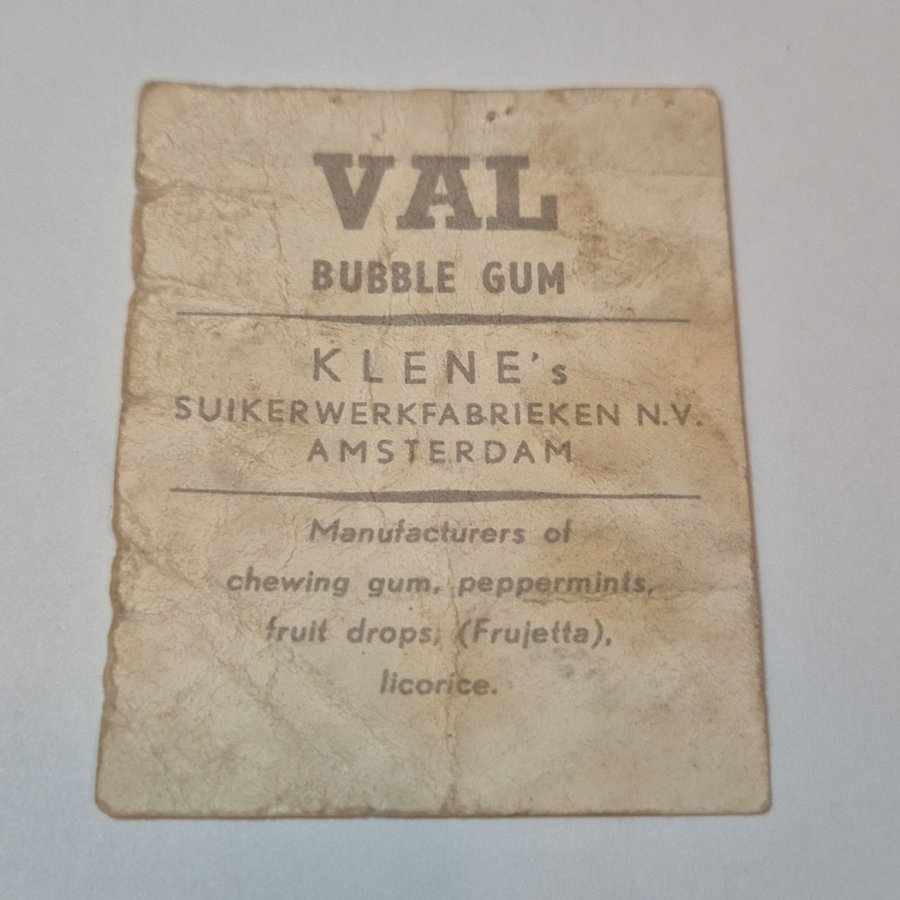 VAL
BUBBLE GUM
KLENE's
SUIKERWERKFABRIEKEN N.V.
AMSTERDAM
Manufacturers of
chewing gum, peppermints,
fruit drops, (Frujetta),
licorice.